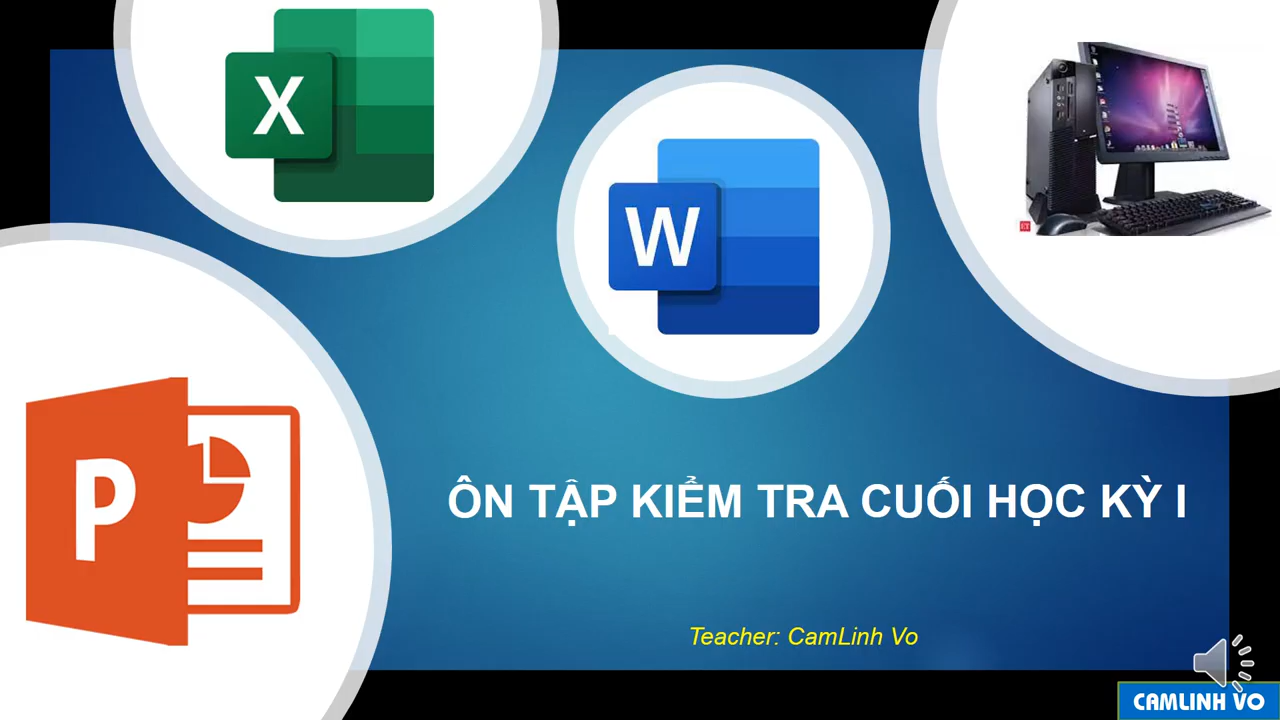 X
W
P
ÔN TẬP KIỂM TRA CUỐI HỌC KỲ I
Teacher: CamLinh Vo
CAMLINH VO